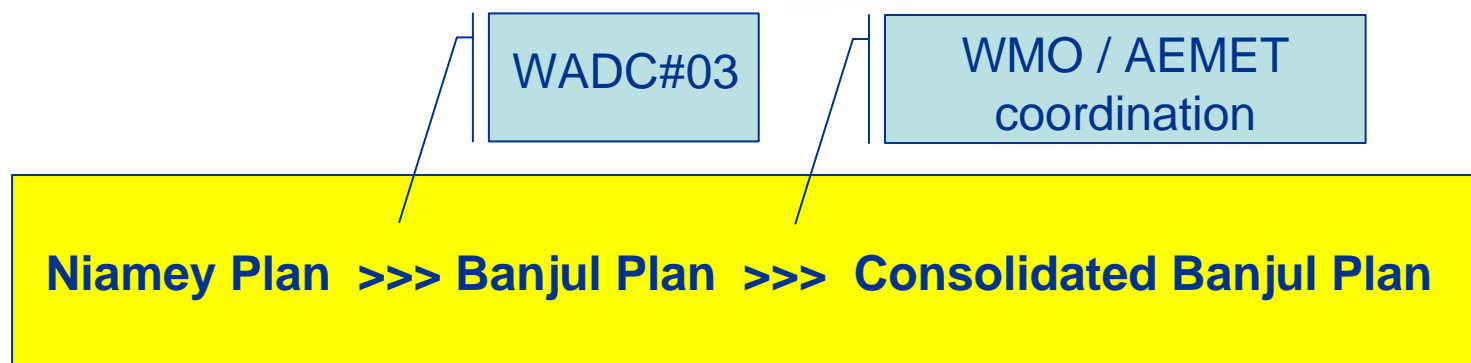 WADC#03
WMO / AEMET
coordination
Niamey Plan >>> Banjul Plan >>> Consolidated Banjul Plan